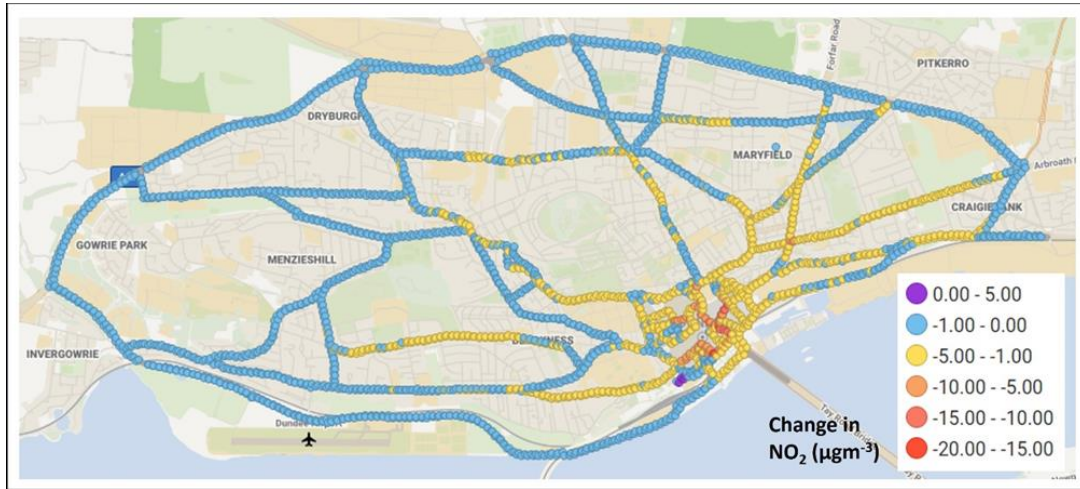 Forfar Road
PITKERRO
DRYBURGH
MARYFIELD
Arbroath
CRAIGIEBANK
GOWRIE PARK
MENZIESHILL
INVERGOWRIE
Dundee
Change in
NO₂ (µgm⁻³)
0.00 - 5.00
-1.00 - 0.00
-5.00 - -1.00
-10.00 - -5.00
-15.00 - -10.00
-20.00 - -15.00